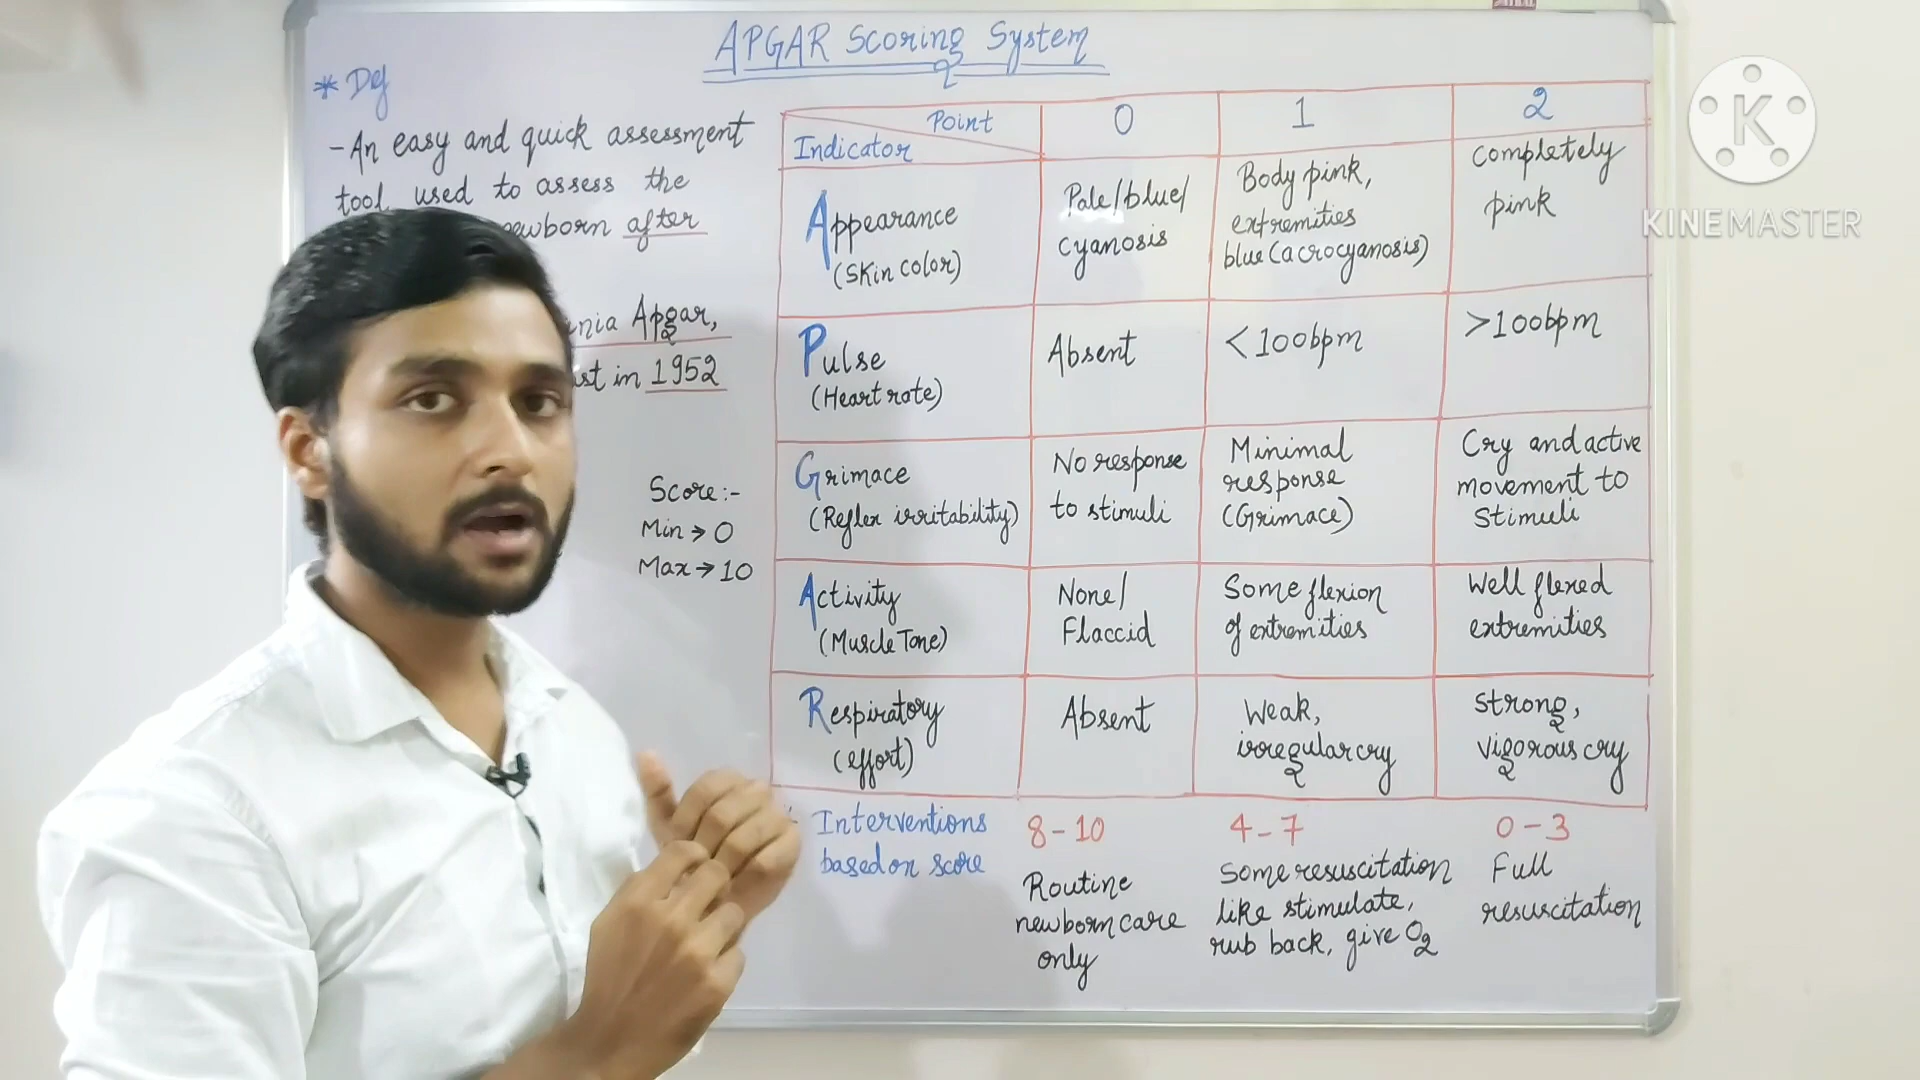 APGAR Scoring System
* Def
- An easy and quick assessment
tool used to assess the
newborn after
Apgar,
in 1952
Score:-
Min → 0
Max → 10
Point
Indicator
0
1
2
Appearance
(Skin color)
Pale/blue/
cyanosis
Body pink,
extremities
blue (acrocyanosis)
Completely
pink
Pulse
(Heart rate)
Absent
<100bpm
>100bpm
Grimace
(Reflex irritability)
No response
to stimuli
Minimal
response
(Grimace)
Cry and active
movement to
Stimuli
Activity
(Muscle Tone)
None/
Flaccid
Some flexion
of extremities
Well flexed
extremities
Respiratory
(effort)
Absent
Weak,
irregular cry
Strong,
vigorous cry
Interventions
based on score
8-10
Routine
newborn care
only
4-7
Some resuscitation
like stimulate,
rub back, give O2
0-3
Full
resuscitation
K
KINEMASTER